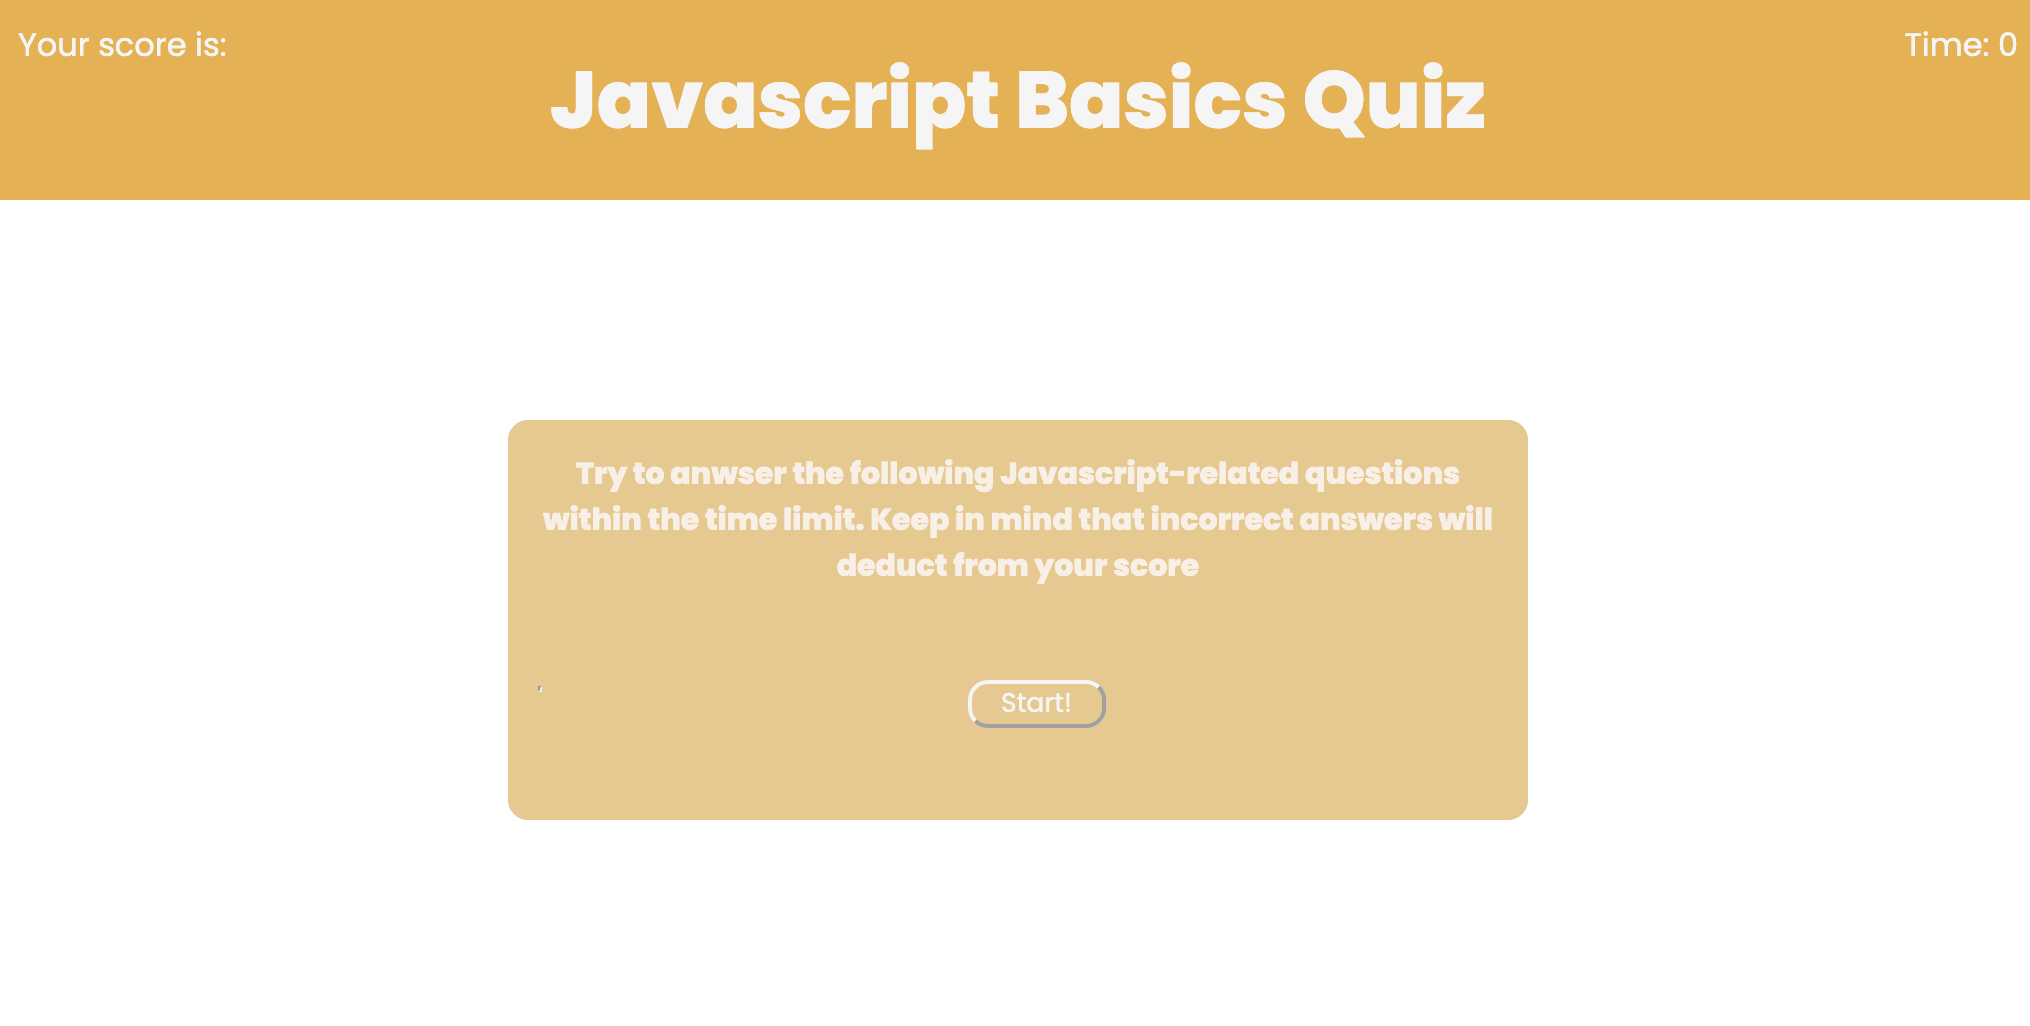 Your score is:
Time: 0
Javascript Basics Quiz
Try to anwser the following Javascript-related questions
within the time limit. Keep in mind that incorrect answers will
deduct from your score
Start!